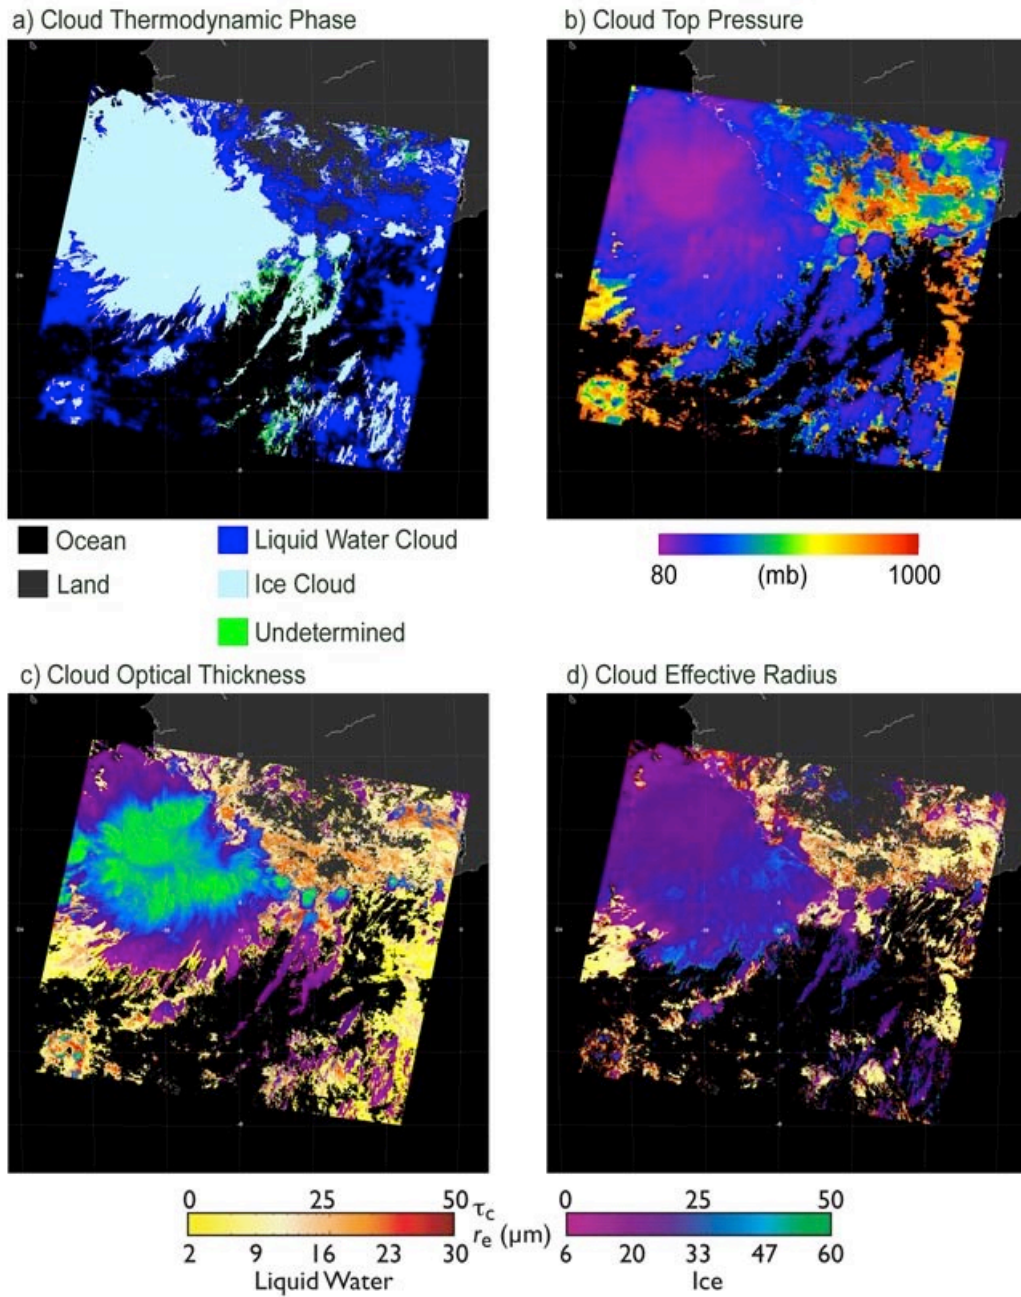 a) Cloud Thermodynamic Phase
b) Cloud Top Pressure
Ocean
Liquid Water Cloud
Land
Ice Cloud
Undetermined
80 (mb) 1000
c) Cloud Optical Thickness
d) Cloud Effective Radius
0 25 50 τc 0 25 50
2 9 16 23 30 re (µm) 6 20 33 47 60
Liquid Water
Ice